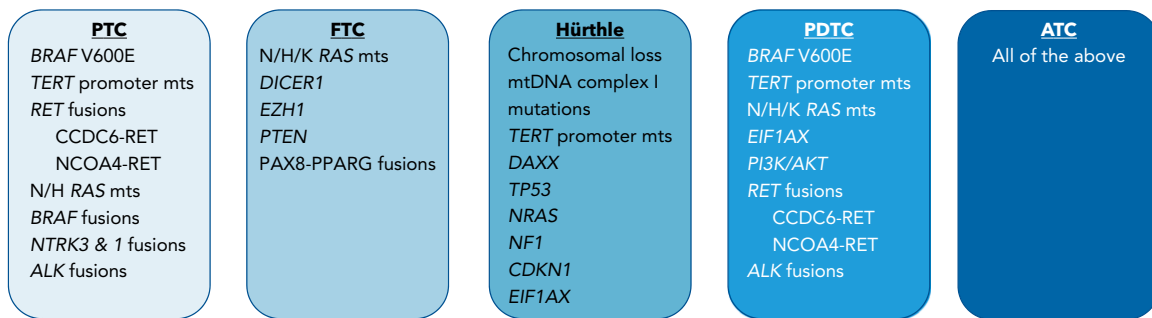 PTC
BRAF V600E
TERT promoter mts
RET fusions
CCDC6-RET
NCOA4-RET
N/H RAS mts
BRAF fusions
NTRK3 & 1 fusions
ALK fusions
FTC
N/H/K RAS mts
DICER1
EZH1
PTEN
PAX8-PPARG fusions
Hürthle
Chromosomal loss
mtDNA complex I
mutations
TERT promoter mts
DAXX
TP53
NRAS
NF1
CDKN1
EIF1AX
PDTC
BRAF V600E
TERT promoter mts
N/H/K RAS mts
EIF1AX
PI3K/AKT
RET fusions
CCDC6-RET
NCOA4-RET
ALK fusions
ATC
All of the above